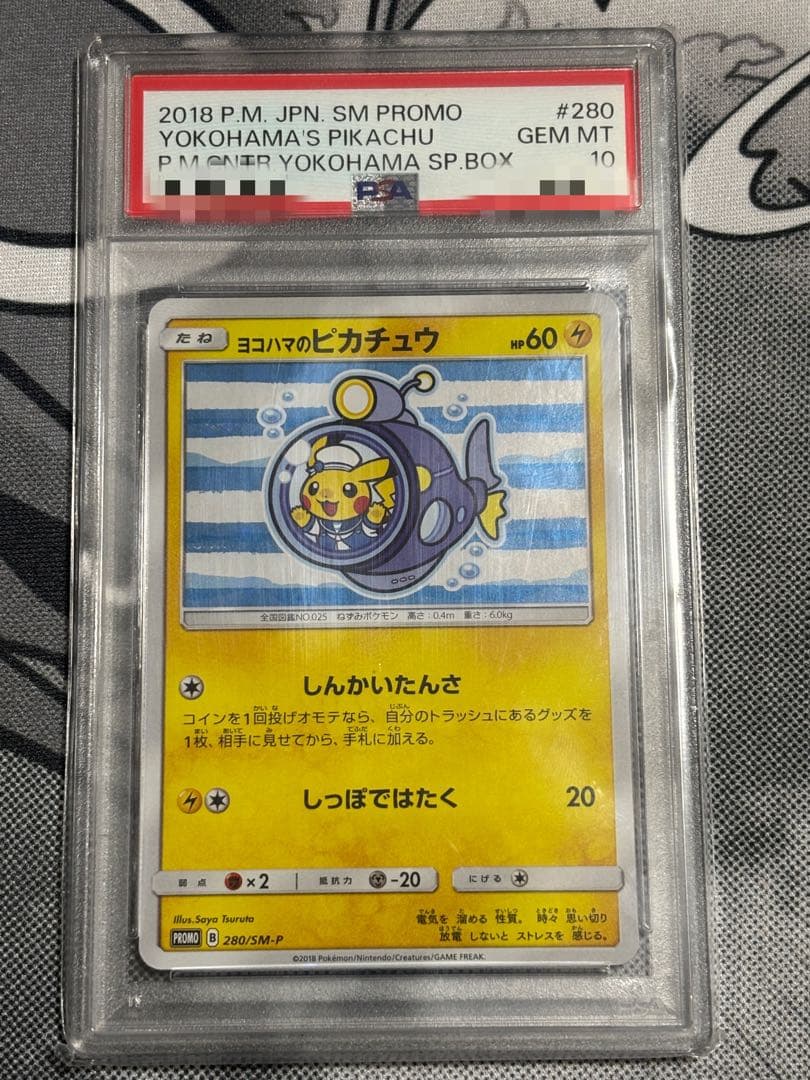 2018 P.M. JPN. SM PROMO #280
YOKOHAMA'S PIKACHU GEM MT
P.M.CNTR YOKOHAMA SP.BOX 10
PSA
たね ヨコハマのピカチュウ HP60
全国図鑑NO.025 ねずみポケモン 高さ:0.4m 重さ:6.0kg
しんかいたんさ
コインを1回投げオモテなら、自分のトラッシュにあるグッズを
1枚、相手に見せてから、手札に加える。
しっぽではたく 20
弱点 ×2 抵抗力 -20 にげる
Illus.Saya Tsuruta
電気を 溜める 性質。 時々 思い切り
放電 しないと ストレスを 感じる。
PROMO B 280/SM-P
©2018 Pokémon/Nintendo/Creatures/GAME FREAK.